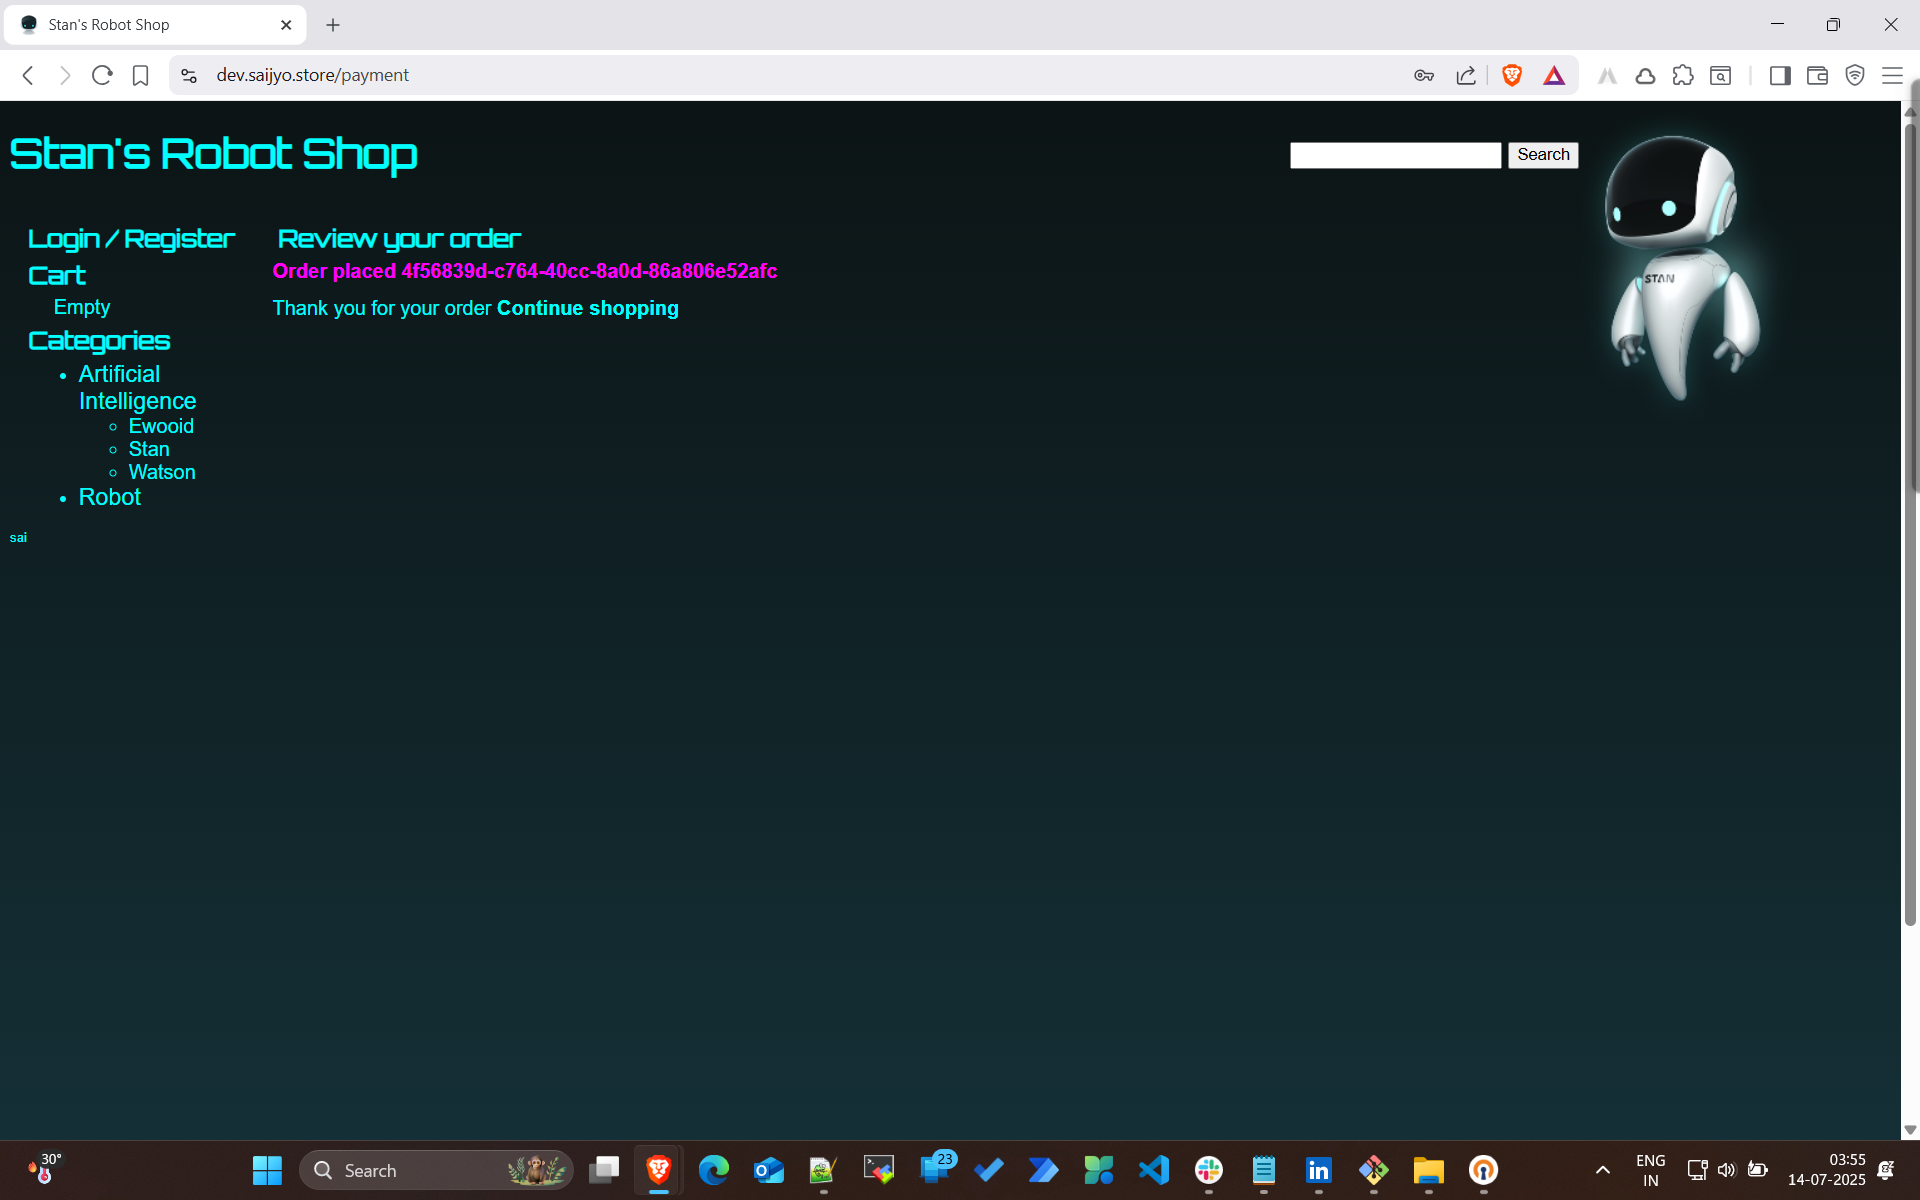 Stan's Robot Shop
dev.saijyo.store/payment
Stan's Robot Shop
Search
STAN
Login / Register
Cart
Empty
Categories
Artificial
Intelligence
Ewooid
Stan
Watson
Robot
sai
Review your order
Order placed 4f56839d-c764-40cc-8a0d-86a806e52afc
Thank you for your order Continue shopping
30°
Search
23
ENG
IN
03:55
14-07-2025